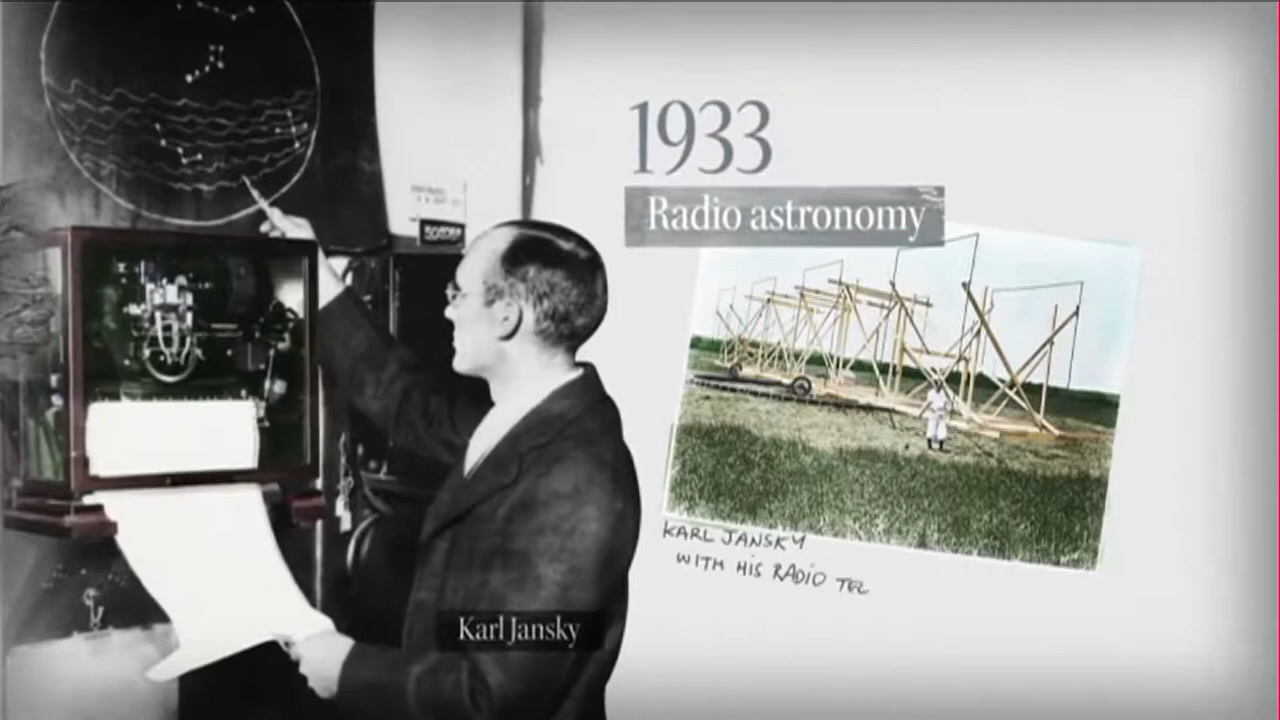 1933
Radio astronomy
KARL JANSKY
WITH HIS RADIO TEL
Karl Jansky